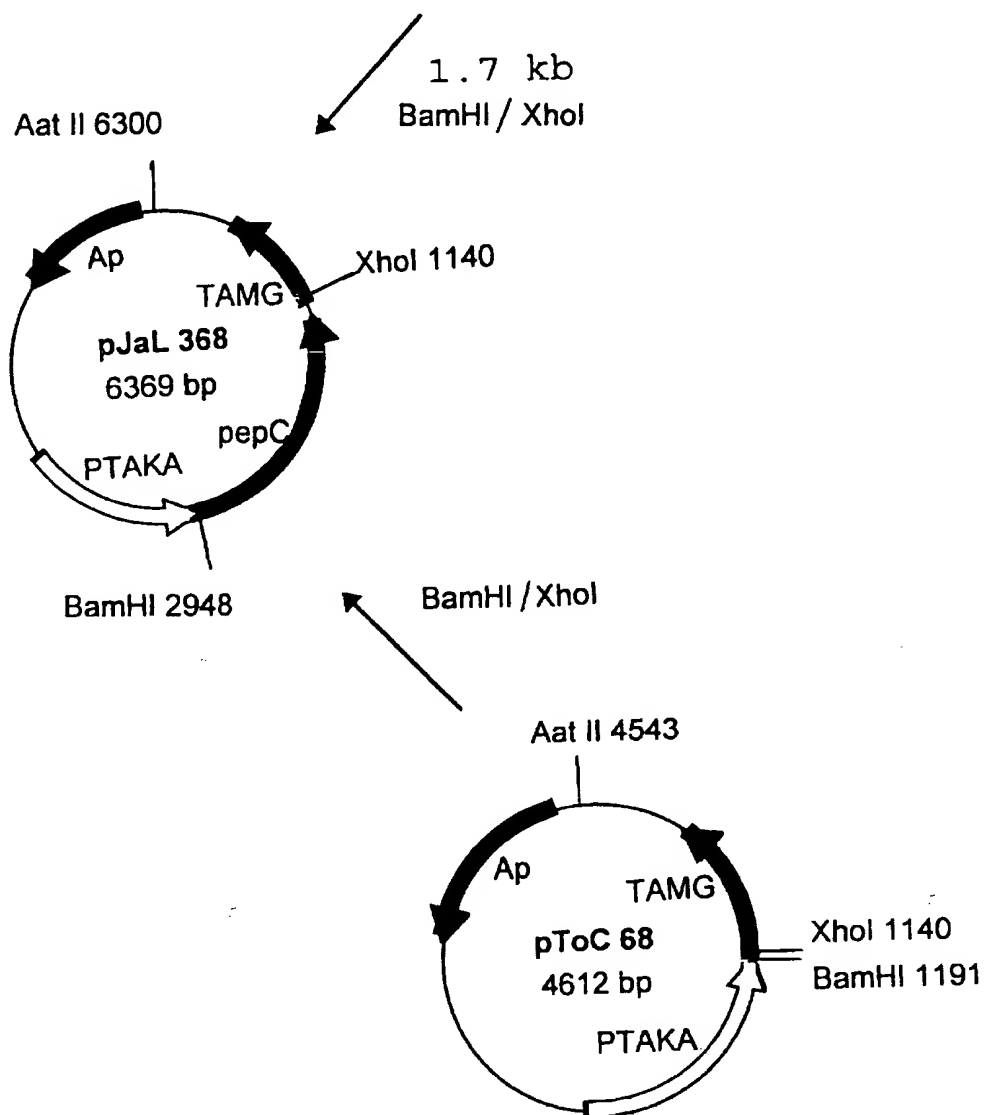 1.7 kb
BamHI / XhoI
Aat II 6300
Ap
XhoI 1140
TAMG
pJaL 368
6369 bp
pepC
PTAKA
BamHI 2948
BamHI / XhoI
Aat II 4543
Ap
TAMG
pToC 68
4612 bp
XhoI 1140
BamHI 1191
PTAKA